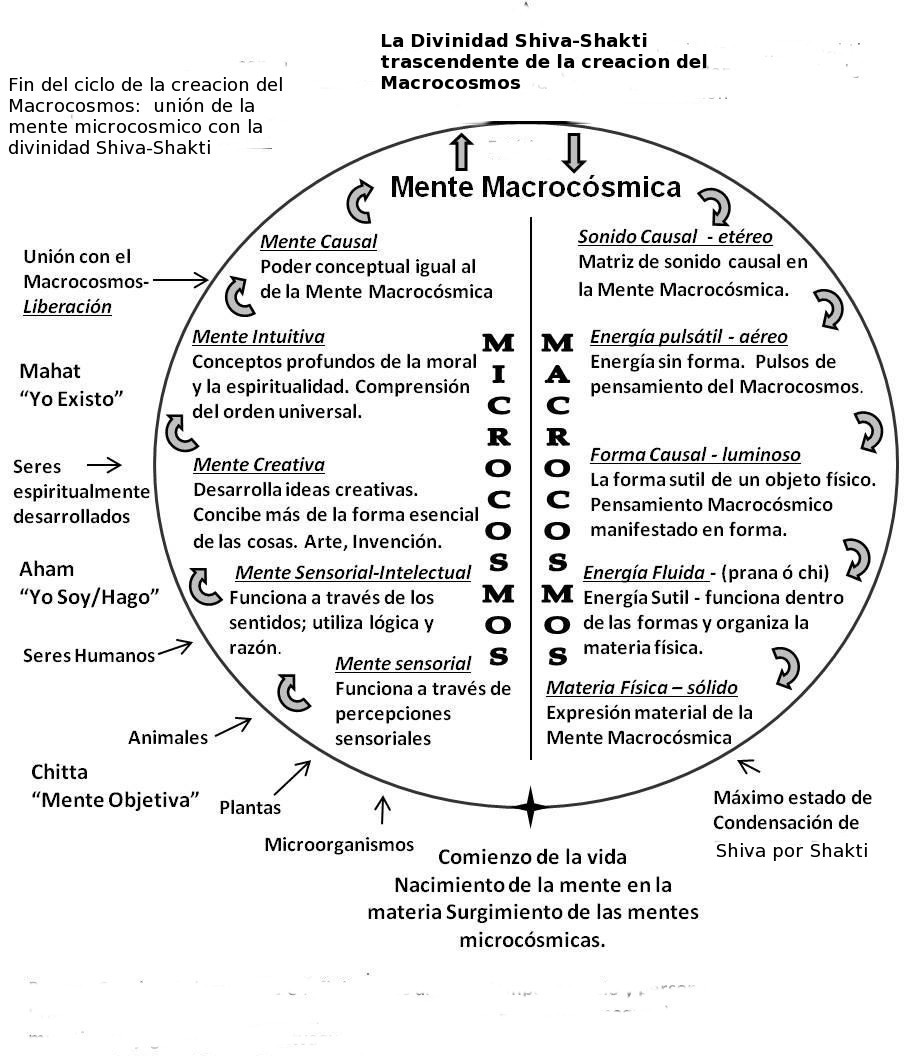 La Divinidad Shiva-Shakti
trascendente de la creacion del
Macrocosmos
Fin del ciclo de la creacion del
Macrocosmos: unión de la
mente microcosmico con la
divinidad Shiva-Shakti
Mente Macrocósmica
Mente Causal
Poder conceptual igual al
de la Mente Macrocósmica
Mente Intuitiva
Conceptos profundos de la moral
y la espiritualidad. Comprensión
del orden universal.
Mente Creativa
Desarrolla ideas creativas.
Concibe más de la forma esencial
de las cosas. Arte, Invención.
Mente Sensorial-Intelectual
Funciona a través de los
sentidos; utiliza lógica y
razón.
Mente sensorial
Funciona a través de
percepciones
sensoriales
MICROCOSMOS
MACROCOSMOS
Sonido Causal - etéreo
Matriz de sonido causal en
la Mente Macrocósmica.
Energía pulsátil - aéreo
Energía sin forma. Pulsos de
pensamiento del Macrocosmos.
Forma Causal - luminoso
La forma sutil de un objeto físico.
Pensamiento Macrocósmico
manifestado en forma.
Energía Fluida - (prana ó chi)
Energía Sutil - funciona dentro
de las formas y organiza la
materia física.
Materia Física – sólido
Expresión material de la
Mente Macrocósmica
Unión con el
Macrocosmos-
Liberación
Mahat
“Yo Existo”
Seres
espiritualmente
desarrollados
Aham
“Yo Soy/Hago”
Seres Humanos
Animales
Chitta
“Mente Objetiva”
Plantas
Microorganismos
Máximo estado de
Condensación de
Shiva por Shakti
Comienzo de la vida
Nacimiento de la mente en la
materia Surgimiento de las mentes
microcósmicas.